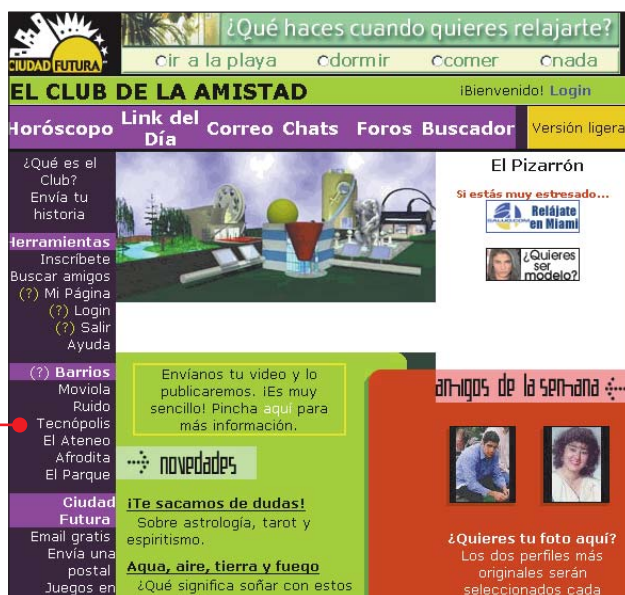 CIUDAD FUTURA
¿Qué haces cuando quieres relajarte?
ir a la playa dormir comer nada
EL CLUB DE LA AMISTAD
¡Bienvenido! Login
Horóscopo Link del Día Correo Chats Foros Buscador Versión ligera
¿Qué es el
Club?
Envía tu
historia
Herramientas
Inscríbete
Buscar amigos
(?) Mi Página
(?) Login
(?) Salir
Ayuda
(?) Barrios
Moviola
Ruido
Tecnópolis
El Ateneo
Afrodita
El Parque
Ciudad
Futura
Email gratis
Envía una
postal
Juegos en
Envíanos tu video y lo
publicaremos. ¡Es muy
sencillo! Pincha aquí para
más información.
novedades
¡Te sacamos de dudas!
Sobre astrología, tarot y
espiritismo.
Agua, aire, tierra y fuego
¿Qué significa soñar con estos
El Pizarrón
Si estás muy estresado...
SALUD.COM
Relájate
en Miami
¿Quieres
ser
modelo?
amigos de la semana
¿Quieres tu foto aquí?
Los dos perfiles más
originales serán
seleccionados cada